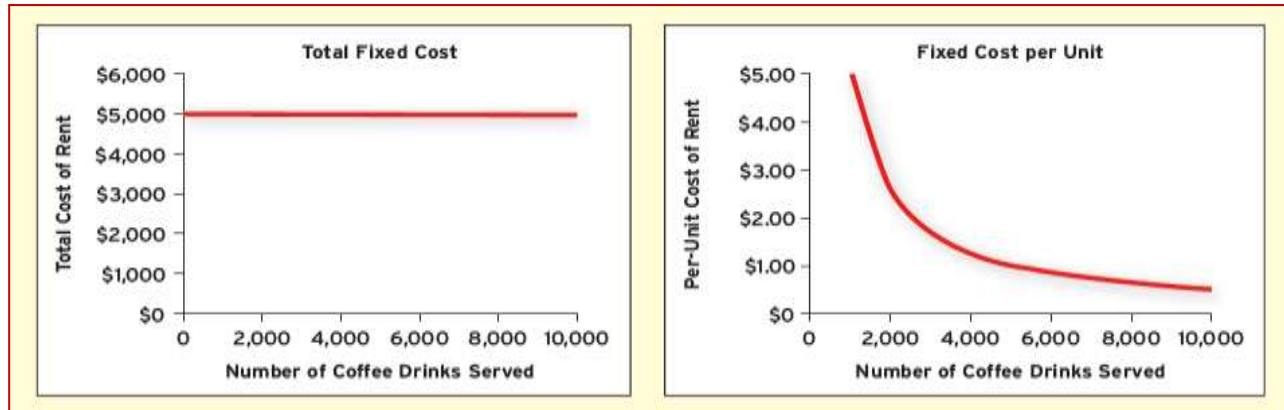 Total Fixed Cost
Total Cost of Rent
$6,000
$5,000
$4,000
$3,000
$2,000
$1,000
$0
0 2,000 4,000 6,000 8,000 10,000
Number of Coffee Drinks Served
Fixed Cost per Unit
Per-Unit Cost of Rent
$5.00
$4.00
$3.00
$2.00
$1.00
$0
0 2,000 4,000 6,000 8,000 10,000
Number of Coffee Drinks Served